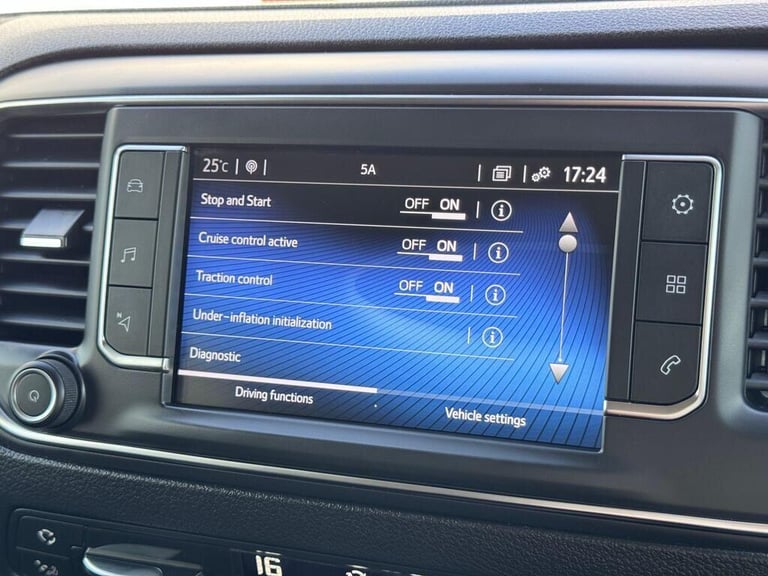 25°C 5A 17:24
Stop and Start OFF ON i
Cruise control active OFF ON i
Traction control OFF ON i
Under-inflation initialization i
Diagnostic
Driving functions Vehicle settings
N
16